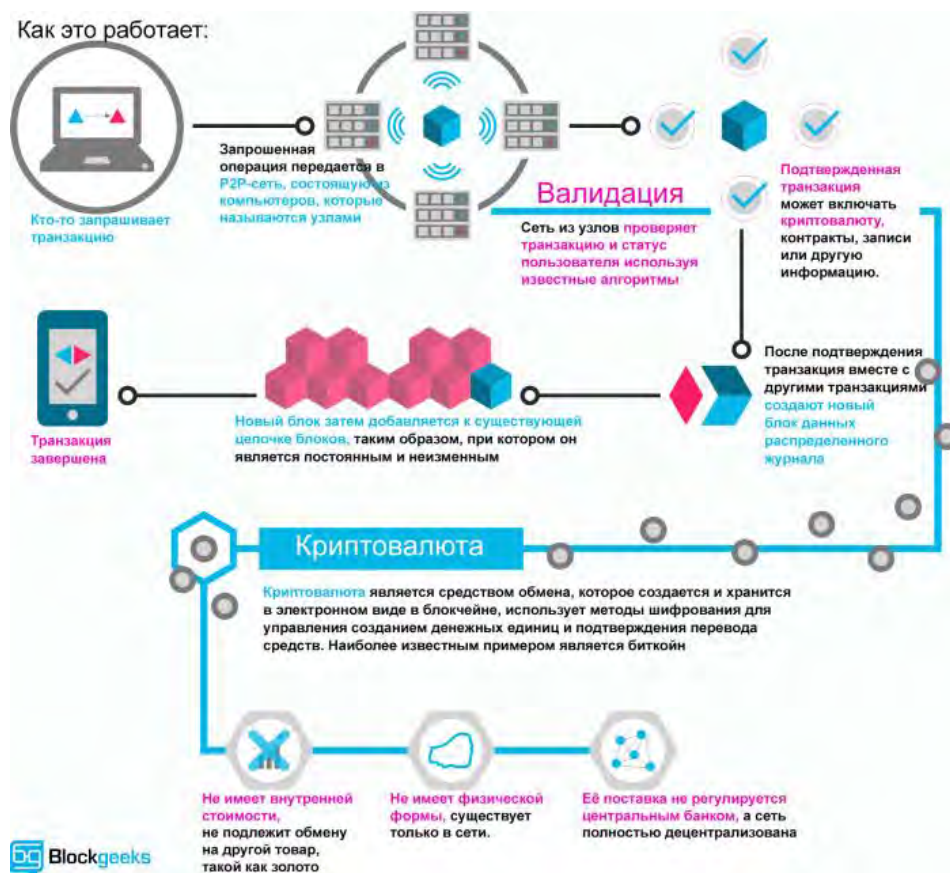 Как это работает:
Кто-то запрашивает
транзакцию
Запрошенная
операция передается в
P2P-сеть, состоящую из
компьютеров, которые
называются узлами
Валидация
Сеть из узлов проверяет
транзакцию и статус
пользователя используя
известные алгоритмы
Подтвержденная
транзакция
может включать
криптовалюту,
контракты, записи
или другую
информацию.
После подтверждения
транзакция вместе с
другими транзакциями
создают новый
блок данных
распределенного
журнала
Новый блок затем добавляется к существующей
цепочке блоков, таким образом, при котором он
является постоянным и неизменным
Транзакция
завершена
Криптовалюта
Криптовалюта является средством обмена, которое создается и хранится
в электронном виде в блокчейне, использует методы шифрования для
управления созданием денежных единиц и подтверждения перевода
средств. Наиболее известным примером является биткойн
Не имеет внутренней
стоимости,
не подлежит обмену
на другой товар,
такой как золото
Не имеет физической
формы, существует
только в сети.
Её поставка не регулируется
центральным банком, а сеть
полностью децентрализована
Blockgeeks